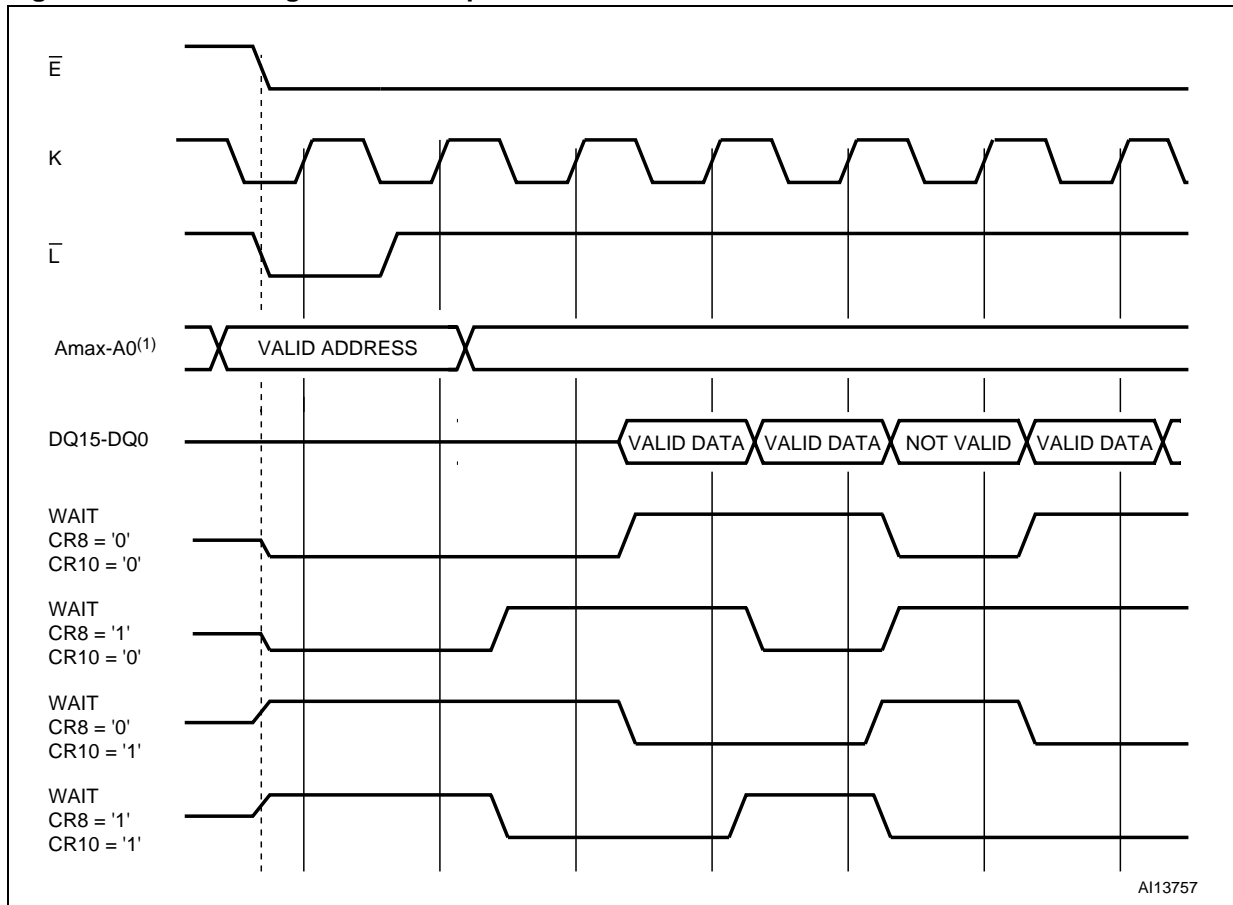 E
K
L
Amax-A0(1)
VALID ADDRESS
DQ15-DQ0
VALID DATA VALID DATA NOT VALID VALID DATA
WAIT
CR8 = '0'
CR10 = '0'
WAIT
CR8 = '1'
CR10 = '0'
WAIT
CR8 = '0'
CR10 = '1'
WAIT
CR8 = '1'
CR10 = '1'
AI13757